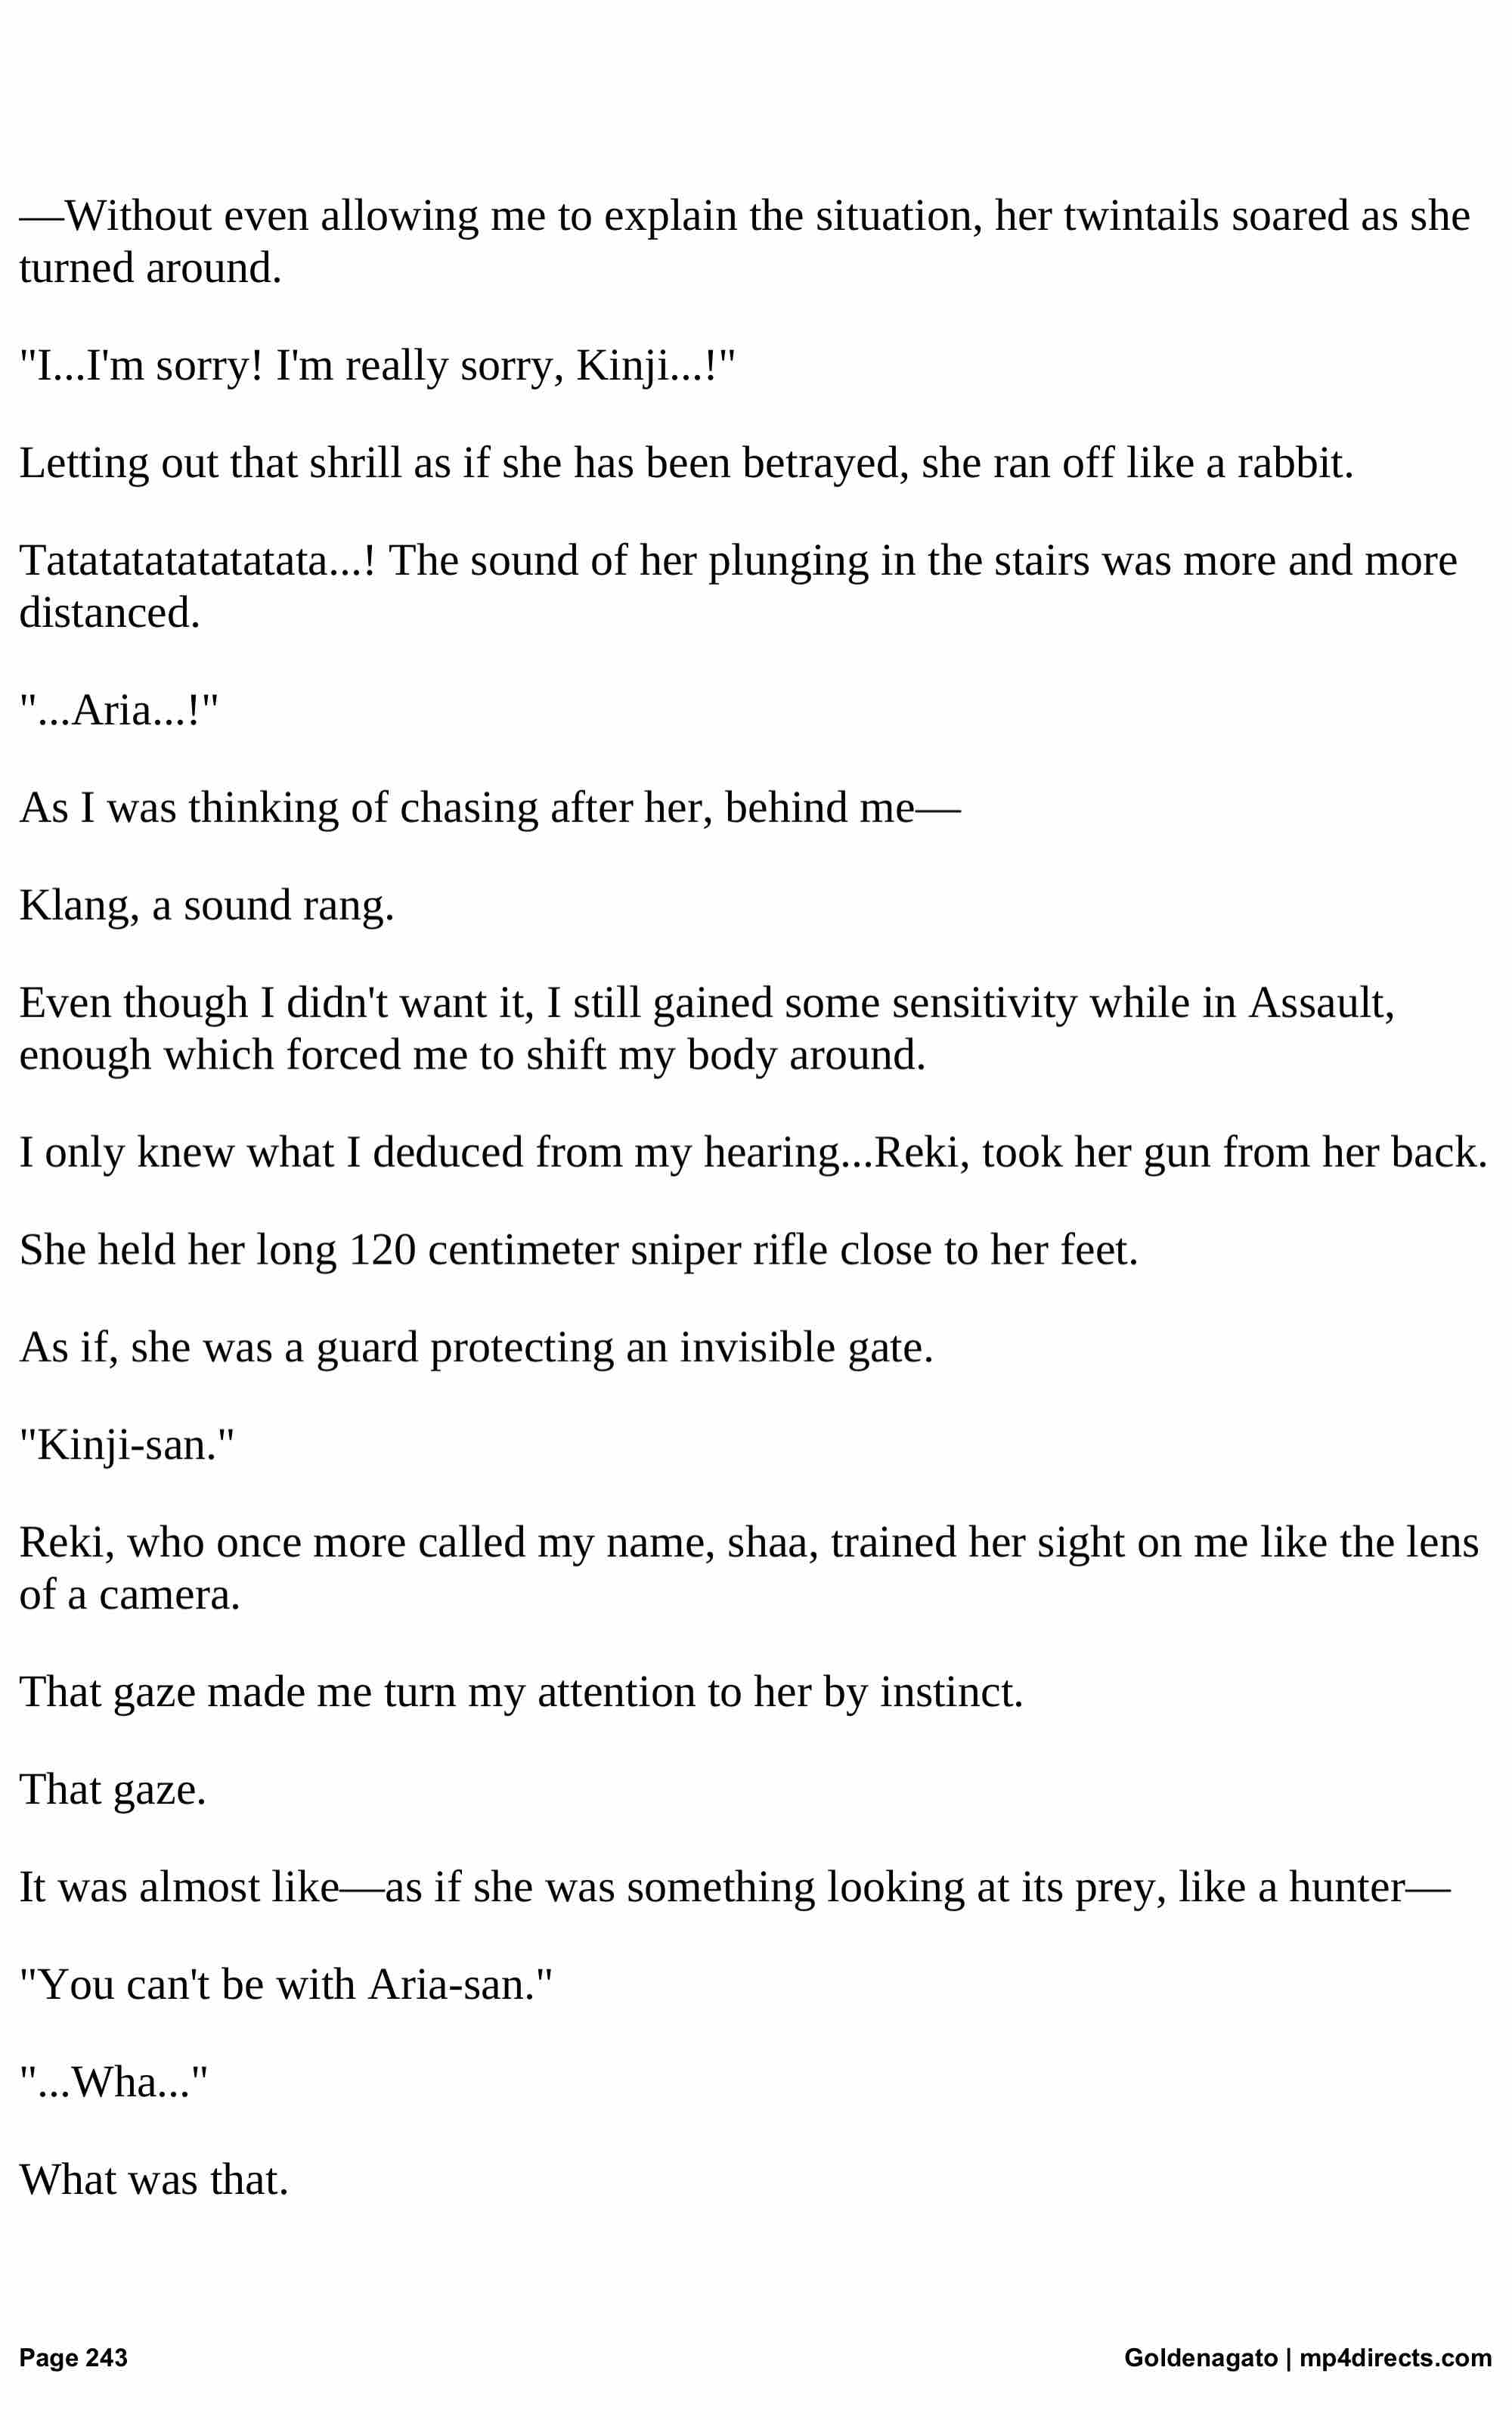 —Without even allowing me to explain the situation, her twintails soared as she
turned around.
"I...I'm sorry! I'm really sorry, Kinji...!"
Letting out that shrill as if she has been betrayed, she ran off like a rabbit.
Tatatatatatatatata...! The sound of her plunging in the stairs was more and more
distanced.
"...Aria...!"
As I was thinking of chasing after her, behind me—
Klang, a sound rang.
Even though I didn't want it, I still gained some sensitivity while in Assault,
enough which forced me to shift my body around.
I only knew what I deduced from my hearing...Reki, took her gun from her back.
She held her long 120 centimeter sniper rifle close to her feet.
As if, she was a guard protecting an invisible gate.
"Kinji-san."
Reki, who once more called my name, shaa, trained her sight on me like the lens
of a camera.
That gaze made me turn my attention to her by instinct.
That gaze.
It was almost like—as if she was something looking at its prey, like a hunter—
"You can't be with Aria-san."
"...Wha..."
What was that.
Page 243
Goldenagato | mp4directs.com